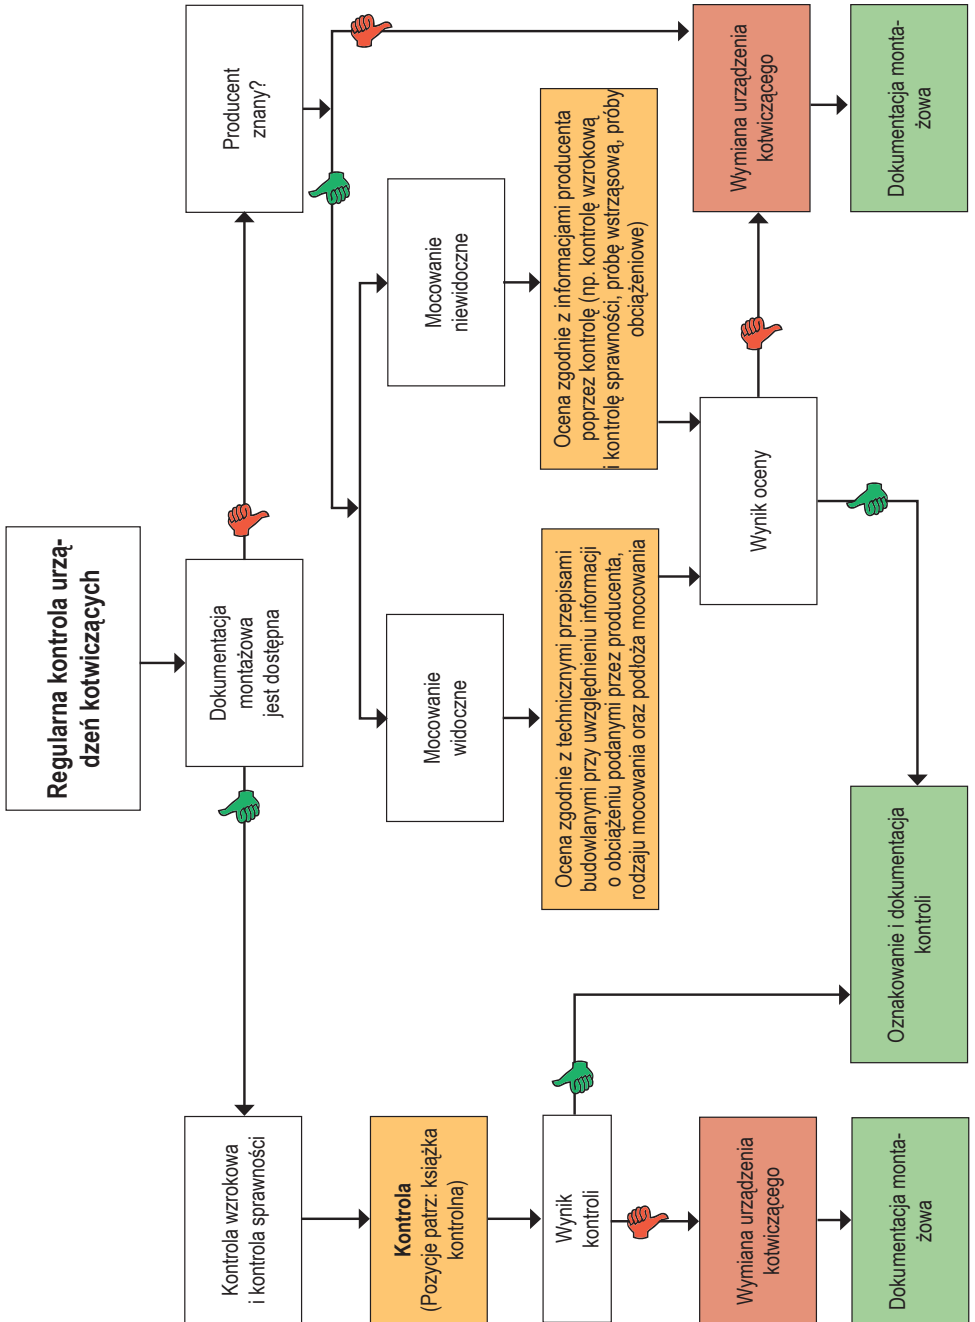 Regularna kontrola urzą-
dzeń kotwiczących
Dokumentacja
montażowa
jest dostępna
Kontrola wzrokowa
i kontrola sprawności
Producent
znany?
Kontrola
(Pozycje patrz: książka
kontrolna)
Mocowanie
widoczne
Mocowanie
niewidoczne
Wynik
kontroli
Ocena zgodnie z technicznymi przepisami
budowlanymi przy uwzględnieniu informacji
o obciążeniu podanymi przez producenta,
rodzaju mocowania oraz podłoża mocowania
Ocena zgodnie z informacjami producenta
poprzez kontrolę (np. kontrolę wzrokową
i kontrolę sprawności, próbę wstrząsową, próby
obciążeniowe)
Wymiana urządzenia
kotwiczącego
Wynik oceny
Wymiana urządzenia
kotwiczącego
Dokumentacja monta-
żowa
Oznakowanie i dokumentacja
kontroli
Dokumentacja monta-
żowa